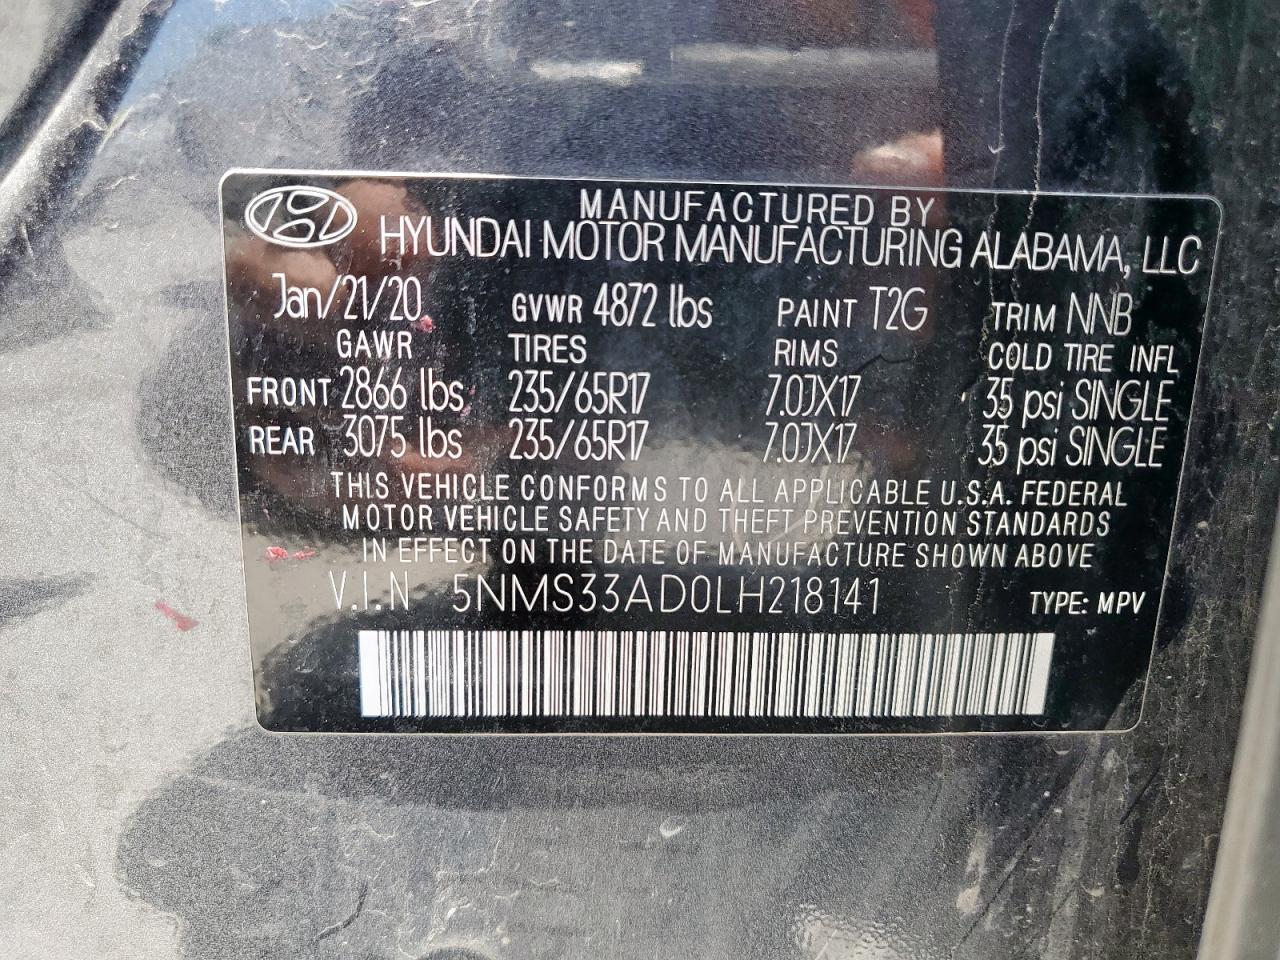 MANUFACTURED BY
HYUNDAI MOTOR MANUFACTURING ALABAMA, LLC
Jan/21/20 GVWR 4872 lbs PAINT T2G TRIM NNB
GAWR TIRES RIMS COLD TIRE INFL
FRONT 2866 lbs 235/65R17 7.0JX17 35 psi SINGLE
REAR 3075 lbs 235/65R17 7.0JX17 35 psi SINGLE
THIS VEHICLE CONFORMS TO ALL APPLICABLE U.S.A. FEDERAL
MOTOR VEHICLE SAFETY AND THEFT PREVENTION STANDARDS
IN EFFECT ON THE DATE OF MANUFACTURE SHOWN ABOVE
V.I.N 5NMS33AD0LH218141 TYPE: MPV